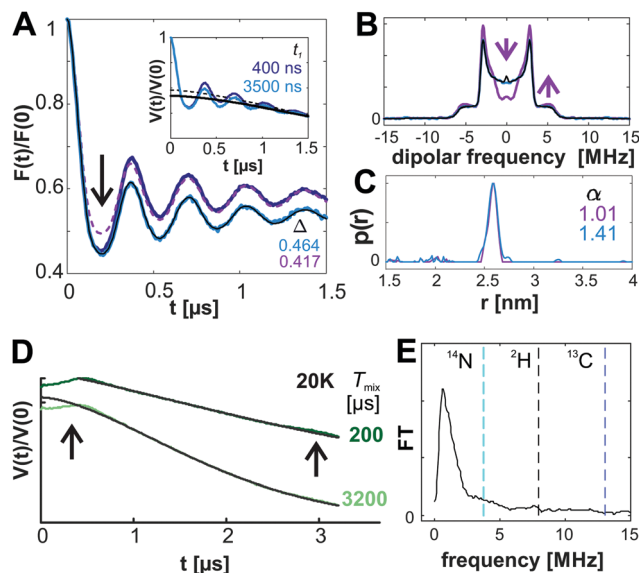 A
F(t)/F(0)
1
0.8
0.6
0.4
0
0.5
1
1.5
t [µs]
V(t)/V(0)
1
0
0
0.5
1
1.5
t [µs]
t₁
400 ns
3500 ns
Δ
0.464
0.417
B
0
-15
-10
-5
0
5
10
15
dipolar frequency [MHz]
C
p(r)
0
1.5
2
2.5
3
4
r [nm]
α
1.01
1.41
D
V(t)/V(0)
0
1
2
3
t [µs]
20K
Tmix
[µs]
200
3200
E
FT
0
¹⁴N
²H
¹³C
0
5
10
15
frequency [MHz]